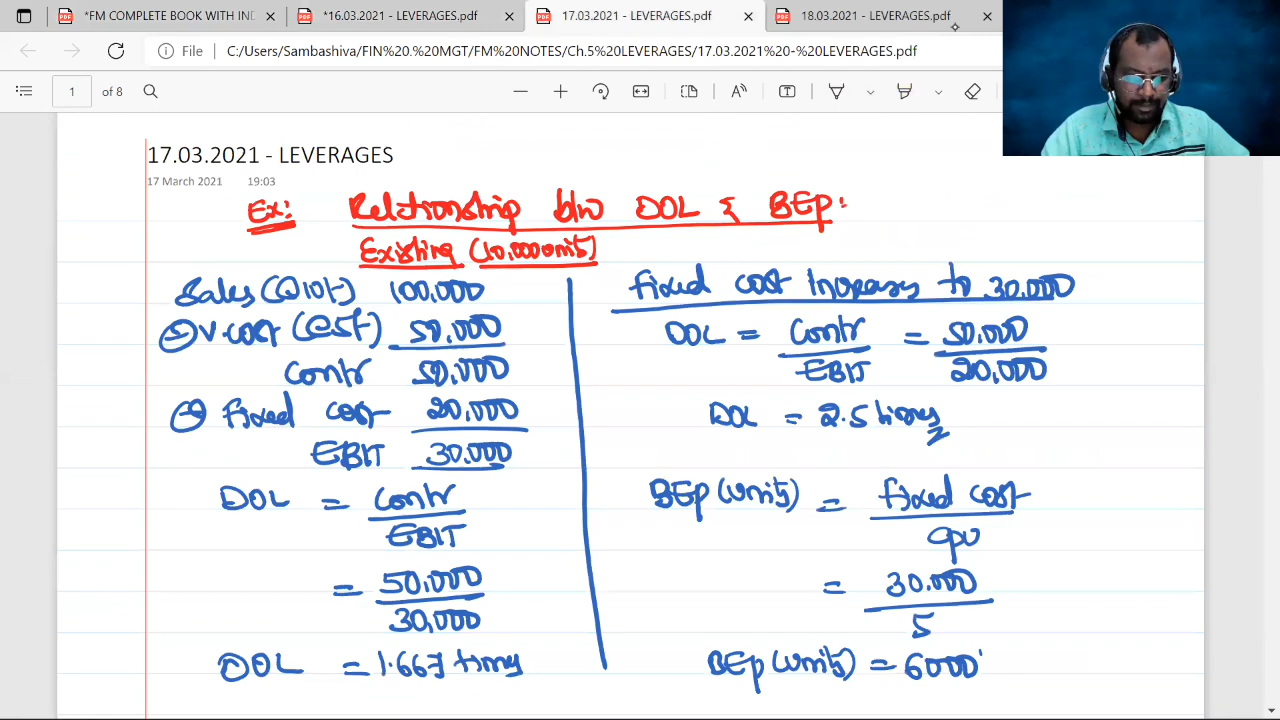 *FM COMPLETE BOOK WITH IND
*16.03.2021 - LEVERAGES.pdf
17.03.2021 - LEVERAGES.pdf
18.03.2021 - LEVERAGES.pdf
File C:/Users/Sambashiva/FIN%20.%20MGT/FM%20NOTES/Ch.5%20LEVERAGES/17.03.2021%20-%20LEVERAGES.pdf
1 of 8
17.03.2021 - LEVERAGES
17 March 2021 19:03
Ex: Relationship b/w DOL & BEp:
Existing (10,000 units)
Sales (@10/-) 100,000
(-) V cost (@5/-) 50,000
Contr 50,000
(-) Fixed cost 20,000
EBIT 30,000
DOL = Contr
EBIT
= 50,000
30,000
DOL = 1.667 times
Fixed cost Increases to 30,000
DOL = Contr = 50,000
EBIT 20,000
DOL = 2.5 times
BEp (units) = Fixed cost
cpu
= 30,000
5
BEp (units) = 6000